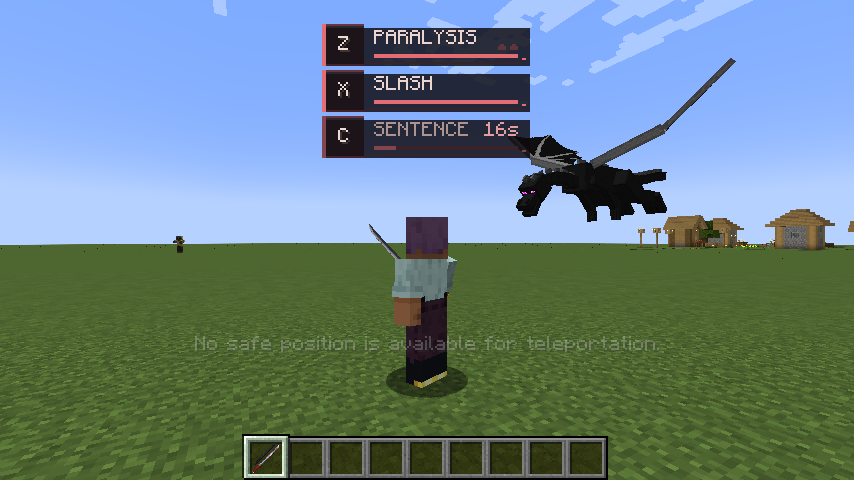 Z PARALYSIS
X SLASH
C SENTENCE 16s
No safe position is available for teleportation.